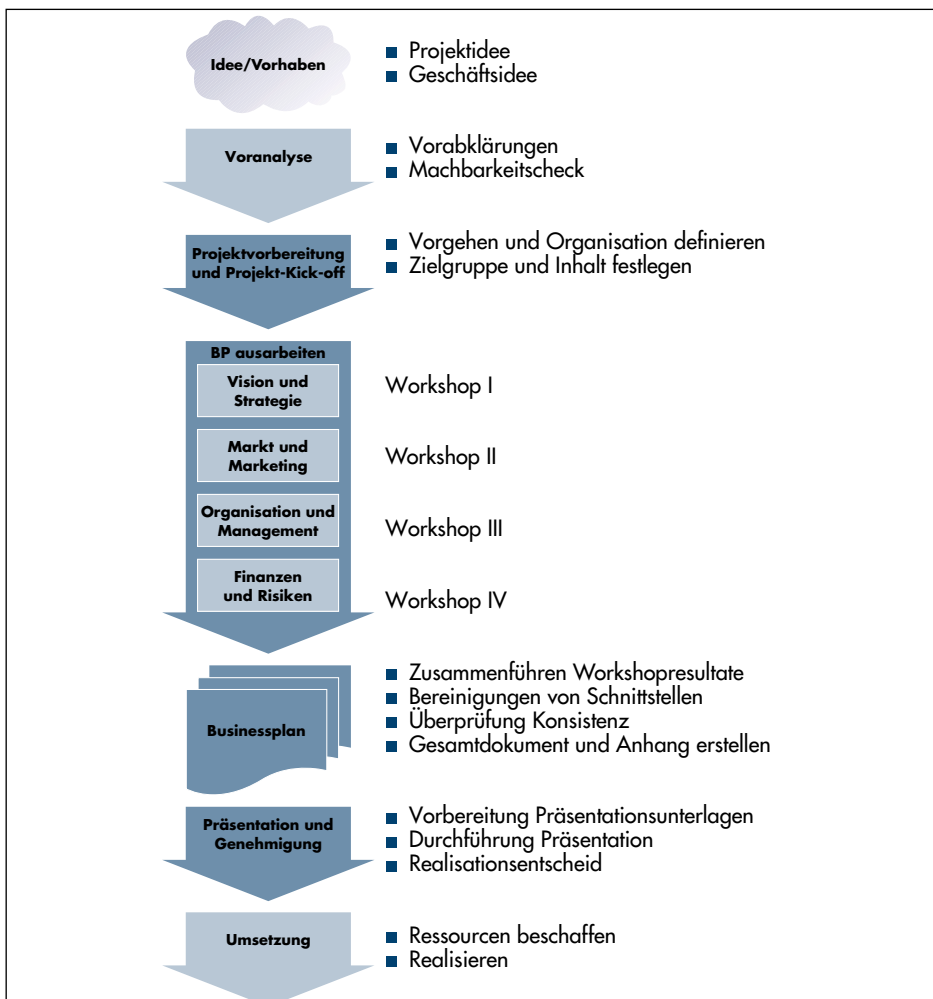 Idee/Vorhaben
■ Projektidee
■ Geschäftsidee
Voranalyse
■ Vorabklärungen
■ Machbarkeitscheck
Projektvorbereitung
und Projekt-Kick-off
■ Vorgehen und Organisation definieren
■ Zielgruppe und Inhalt festlegen
BP ausarbeiten
Vision und
Strategie
Workshop I
Markt und
Marketing
Workshop II
Organisation und
Management
Workshop III
Finanzen
und Risiken
Workshop IV
Businessplan
■ Zusammenführen Workshopresultate
■ Bereinigungen von Schnittstellen
■ Überprüfung Konsistenz
■ Gesamtdokument und Anhang erstellen
Präsentation und
Genehmigung
■ Vorbereitung Präsentationsunterlagen
■ Durchführung Präsentation
■ Realisationsentscheid
Umsetzung
■ Ressourcen beschaffen
■ Realisieren